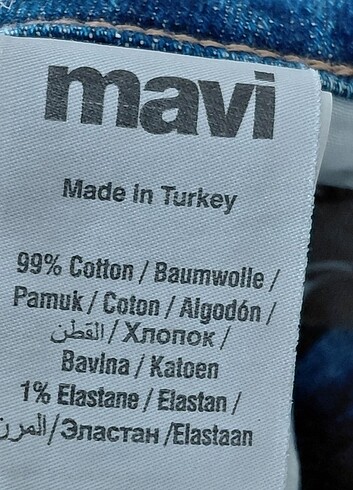 mavi
Made in Turkey
99% Cotton / Baumwolle /
Pamuk / Coton / Algodón /
القطن / Хлопок /
Bavlna / Katoen
1% Elastane / Elastan /
المرن/Эластан /Elastaan